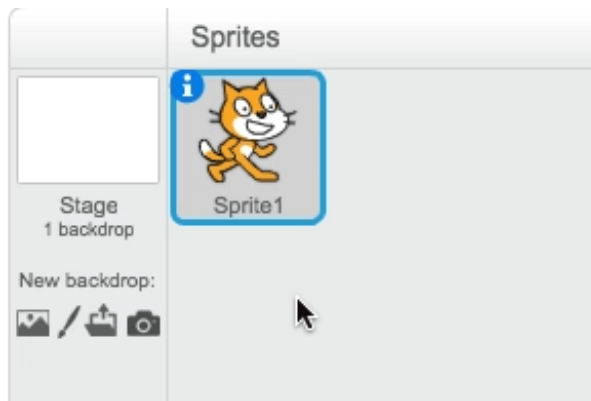 Sprites
Sprite1
Stage
1 backdrop
New backdrop: